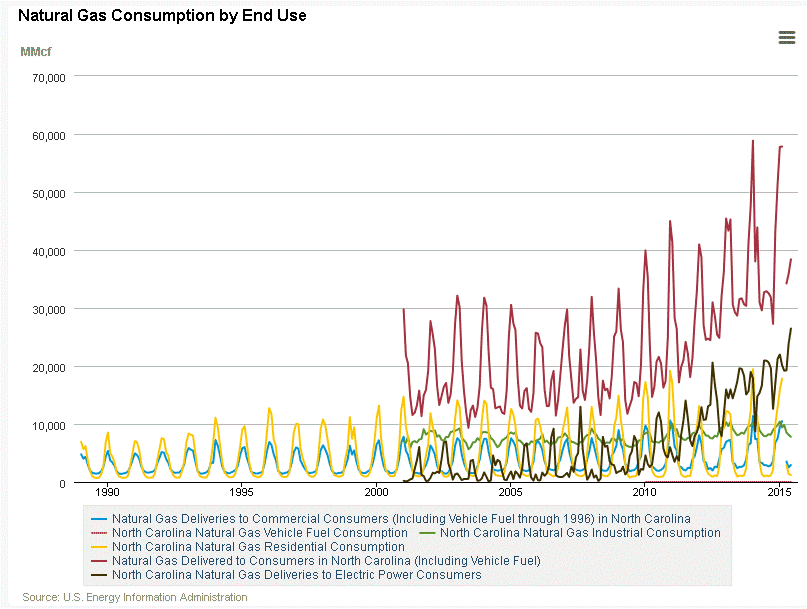 Natural Gas Consumption by End Use
MMcf
70,000
60,000
50,000
40,000
30,000
20,000
10,000
0
1990 1995 2000 2005 2010 2015
Natural Gas Deliveries to Commercial Consumers (Including Vehicle Fuel through 1996) in North Carolina
North Carolina Natural Gas Vehicle Fuel Consumption North Carolina Natural Gas Industrial Consumption
North Carolina Natural Gas Residential Consumption
Natural Gas Delivered to Consumers in North Carolina (Including Vehicle Fuel)
North Carolina Natural Gas Deliveries to Electric Power Consumers
Source: U.S. Energy Information Administration